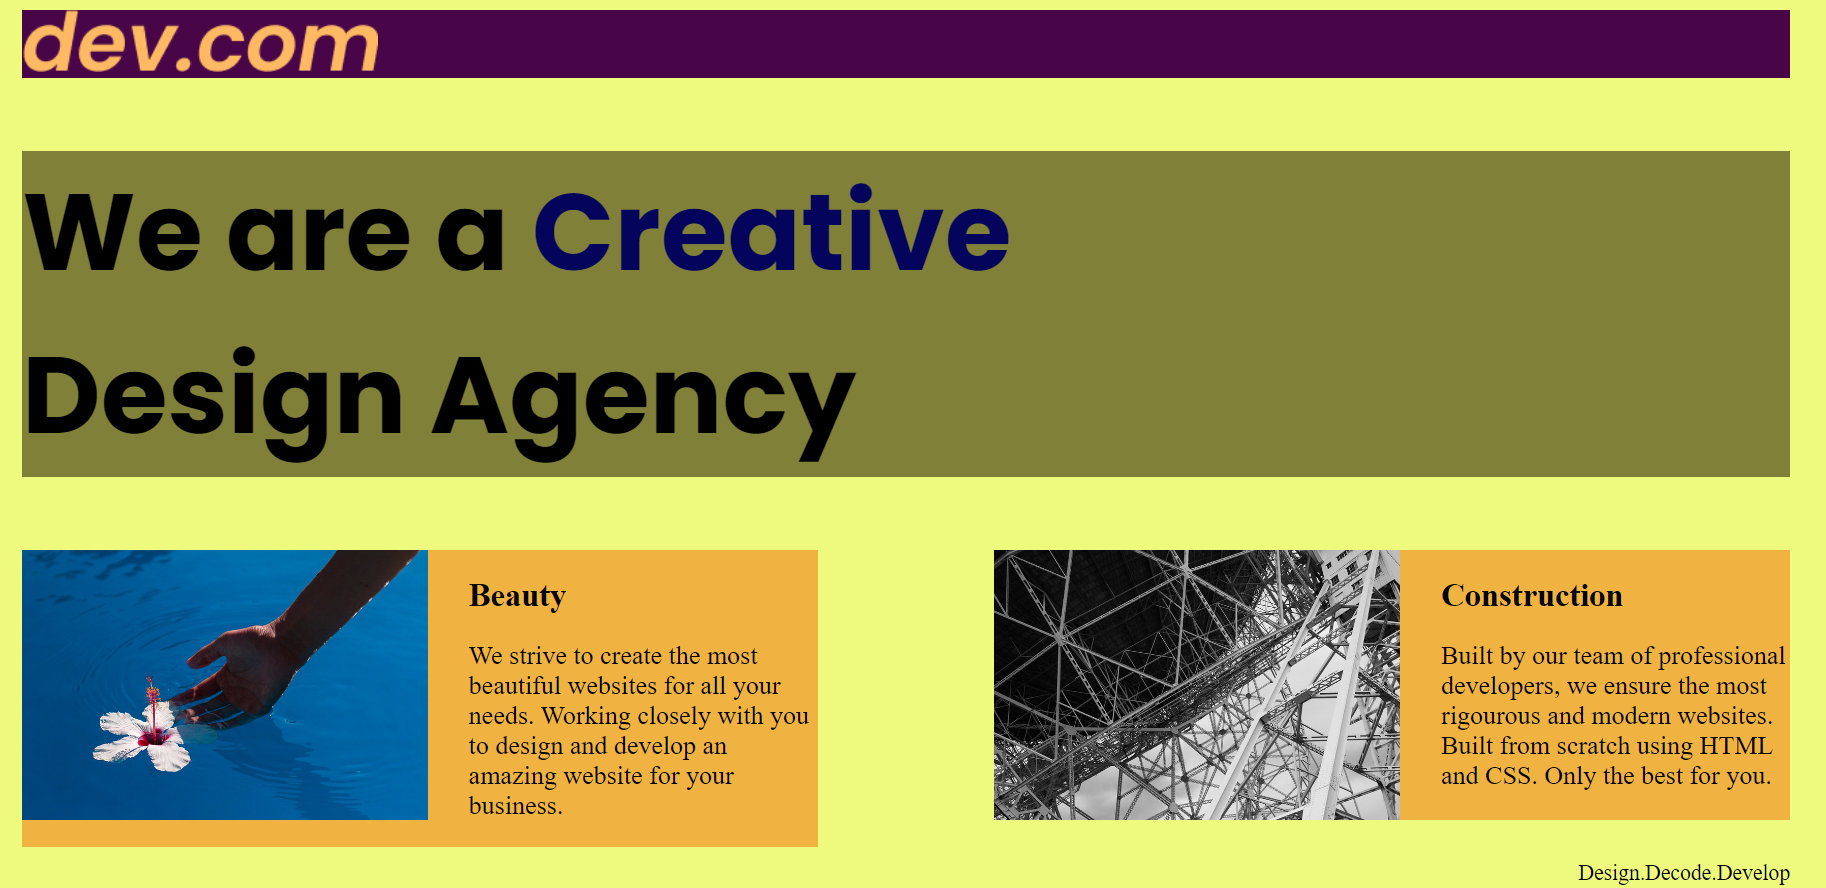 dev.com
We are a Creative
Design Agency
Beauty
We strive to create the most
beautiful websites for all your
needs. Working closely with you
to design and develop an
amazing website for your
business.
Construction
Built by our team of professional
developers, we ensure the most
rigourous and modern websites.
Built from scratch using HTML
and CSS. Only the best for you.
Design.Decode.Develop